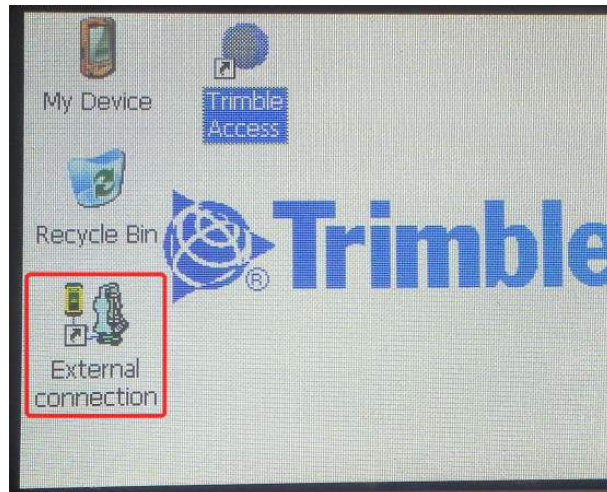 My Device
Trimble
Access
Recycle Bin
Trimble
®
External
connection